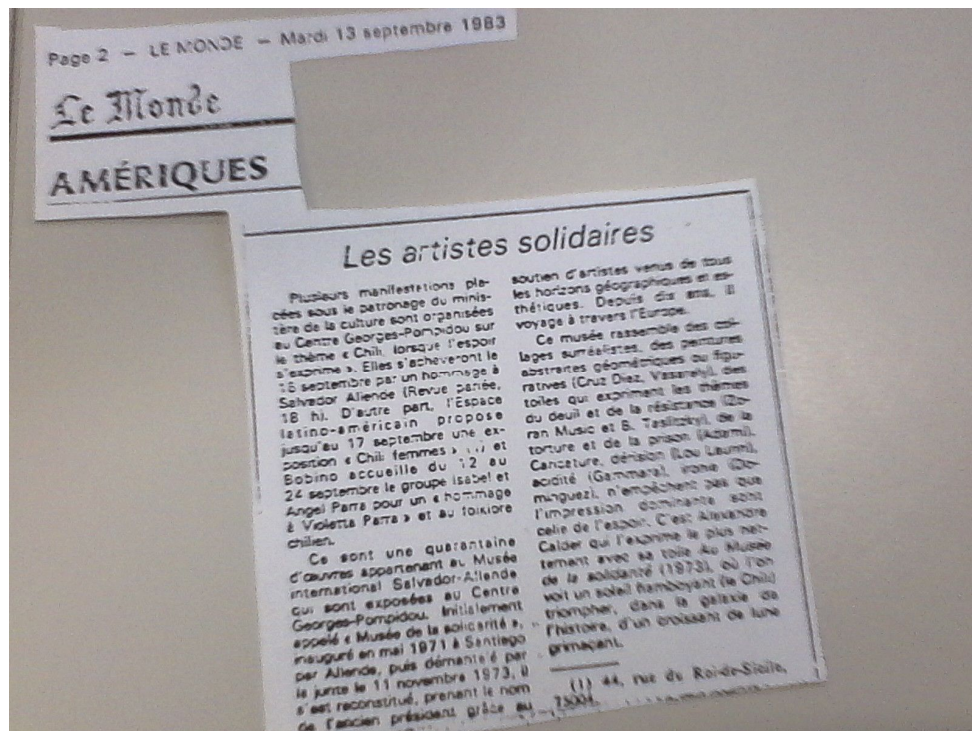 Page 2 — LE MONDE — Mardi 13 septembre 1983
Le Monde
AMÉRIQUES
Les artistes solidaires
Plusieurs manifestations pla-
cées sous le patronage du minis-
tère de la culture sont organisées
au Centre Georges-Pompidou sur
le thème « Chili, lorsque l'espoir
s'exprime ». Elles s'achèveront le
septembre par un hommage à
Salvador Allende (Revue parlée,
18 h). D'autre part, l'Espace
latino-américain propose
jusqu'au 17 septembre une ex-
position « Chili femmes » (1) et
Bobino accueille du 12 au
24 septembre le groupe Isabel et
Angel Parra pour un « hommage
à Violetta Parra » et au folklore
chilien.
Ce sont une quarantaine
d'œuvres appartenant au Musée
international Salvador-Allende
qui sont exposées au Centre
Georges-Pompidou. Initialement
appelé « Musée de la solidarité »,
inauguré en mai 1971 à Santiago
par Allende, puis démantelé par
la junte le 11 novembre 1973, il
s'est reconstitué, prenant le nom
de l'ancien président grâce au
soutien d'artistes venus de tous
les horizons géographiques et es-
thétiques. Depuis dix ans, il
voyage à travers l'Europe.
Ce musée rassemble des col-
lages surréalistes, des peintures
abstraites géométriques ou figu-
ratives (Cruz Diez, Vasarely), des
toiles qui expriment les thèmes
du deuil et de la résistance (Zo-
ran Music et B. Taslitzky), de la
torture et de la prison (Adami).
Caricature, dérision (Lou Laurin),
acidité (Gammara), ironie (Do-
minguez), n'empêchent pas que
l'impression dominante soit
celle de l'espoir. C'est Alexandre
Calder qui l'exprime le plus net-
tement avec sa toile Au Musée
de la solidarité (1973), où l'on
voit un soleil flamboyant (le Chili)
triompher, dans la galaxie de
l'histoire, d'un croissant de lune
grimaçant.
(1) 44, rue du Roi-de-Sicile,
75004.